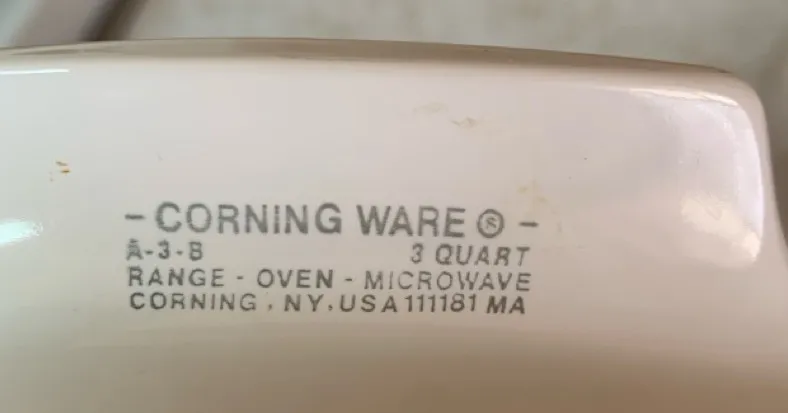 - CORNING WARE ® -
A-3-B 3 QUART
RANGE - OVEN - MICROWAVE
CORNING , NY, USA 111181 MA